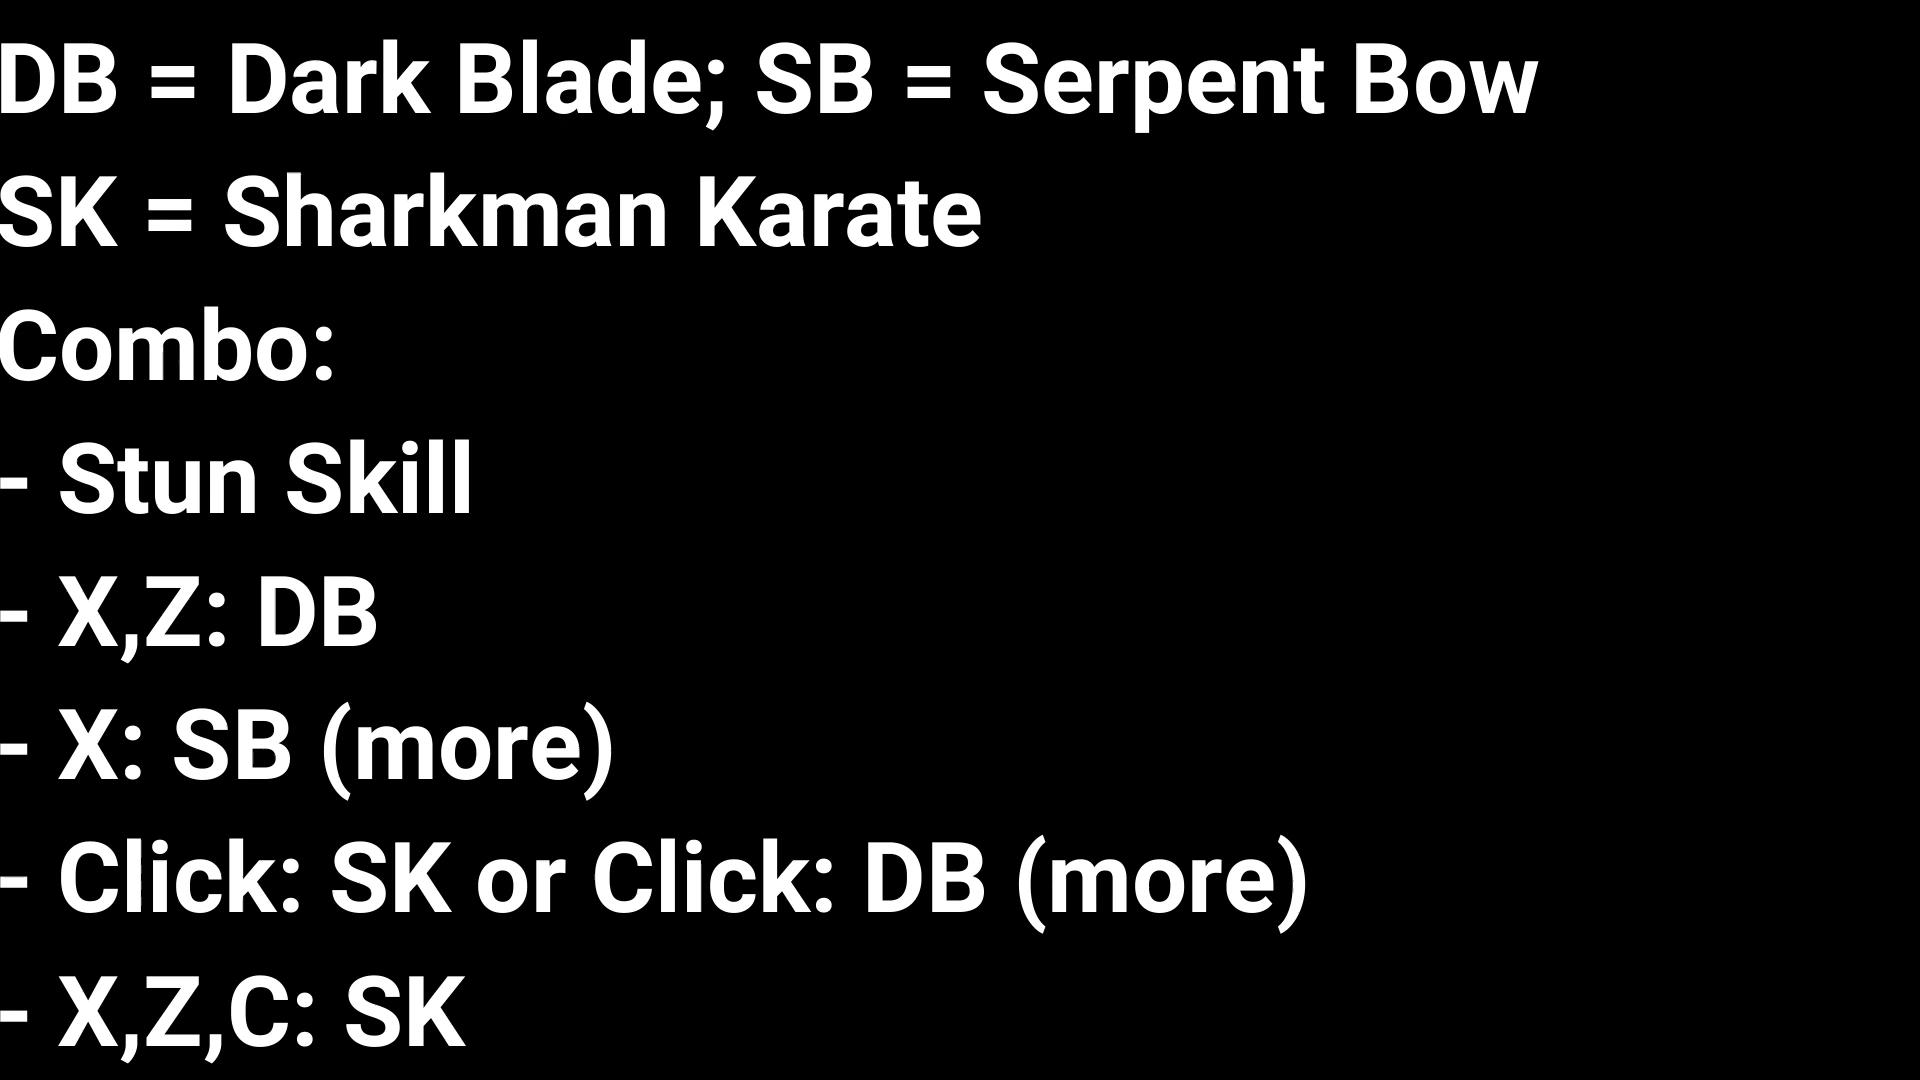 DB = Dark Blade; SB = Serpent Bow
SK = Sharkman Karate
Combo:
- Stun Skill
- X,Z: DB
- X: SB (more)
- Click: SK or Click: DB (more)
- X,Z,C: SK